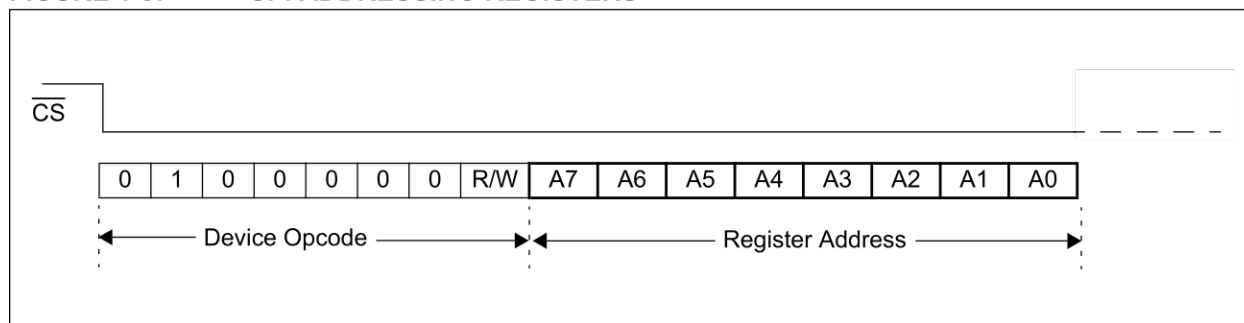 CS
0 1 0 0 0 0 0 R/W A7 A6 A5 A4 A3 A2 A1 A0
Device Opcode Register Address